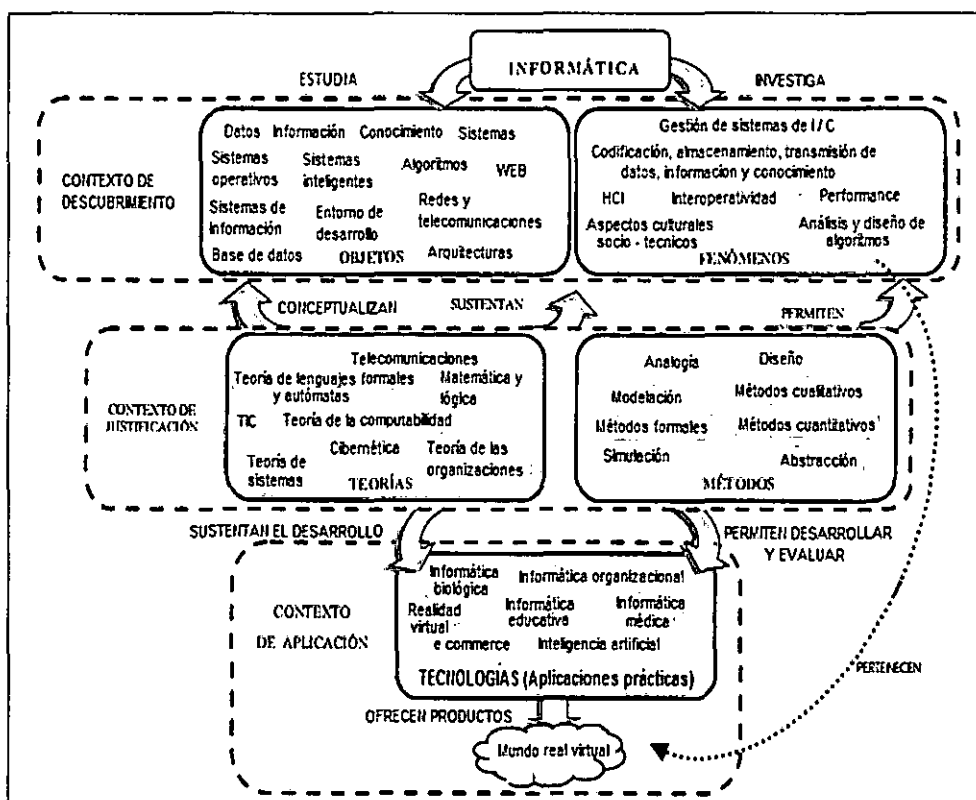 INFORMÁTICA
ESTUDIA
INVESTIGA
CONTEXTO DE
DESCUBRIMENTO
Datos Información Conocimiento Sistemas
Sistemas
operativos
Sistemas
inteligentes
Algoritmos
WEB
Sistemas de
información
Entorno de
desarrollo
Redes y
telecomunicaciones
Base de datos
OBJETOS
Arquitecturas
Gestión de sistemas de I / C
Codificación, almacenamiento, transmisión de
datos, informacion y conocimiento
HCI Interoperatividad Performance
Aspectos culturales
socio - tecnicos
Análisis y diseño de
algoritmos
FENÓMENOS
CONCEPTUALIZAN
SUSTENTAN
PERMITEN
CONTEXTO DE
JUSTIFICACIÓN
Telecomunicaciones
Teoría de lenguajes formales
y autómatas
Matemática y
lógica
TIC Teoría de la computabilidad
Cibernética
Teoría de
sistemas
Teoría de las
organizaciones
TEORÍAS
Analogía Diseño
Modelación Métodos cualitativos
Métodos formales Métodos cuantitativos
Simulación Abstracción
MÉTODOS
SUSTENTAN EL DESARROLLO
PERMITEN DESARROLLAR
Y EVALUAR
CONTEXTO
DE APLICACIÓN
Informática
biológica
Informática organizacional
Realidad
virtual
Informática
educativa
Informática
médica
e commerce Inteligencia artificial
TECNOLOGIAS (Aplicaciones prácticas)
PERTENECEN
OFRECEN PRODUCTOS
Mundo real virtual